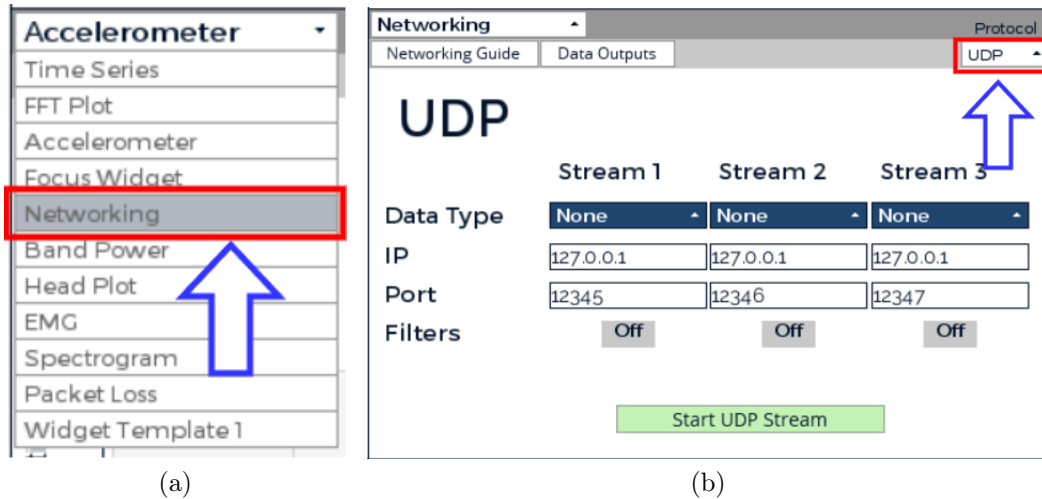 Accelerometer
Time Series
FFT Plot
Accelerometer
Focus Widget
Networking
Band Power
Head Plot
EMG
Spectrogram
Packet Loss
Widget Template 1
(a)
Networking
Protocol
Networking Guide Data Outputs UDP
UDP
Stream 1 Stream 2 Stream 3
Data Type None None None
IP 127.0.0.1 127.0.0.1 127.0.0.1
Port 12345 12346 12347
Filters Off Off Off
Start UDP Stream
(b)